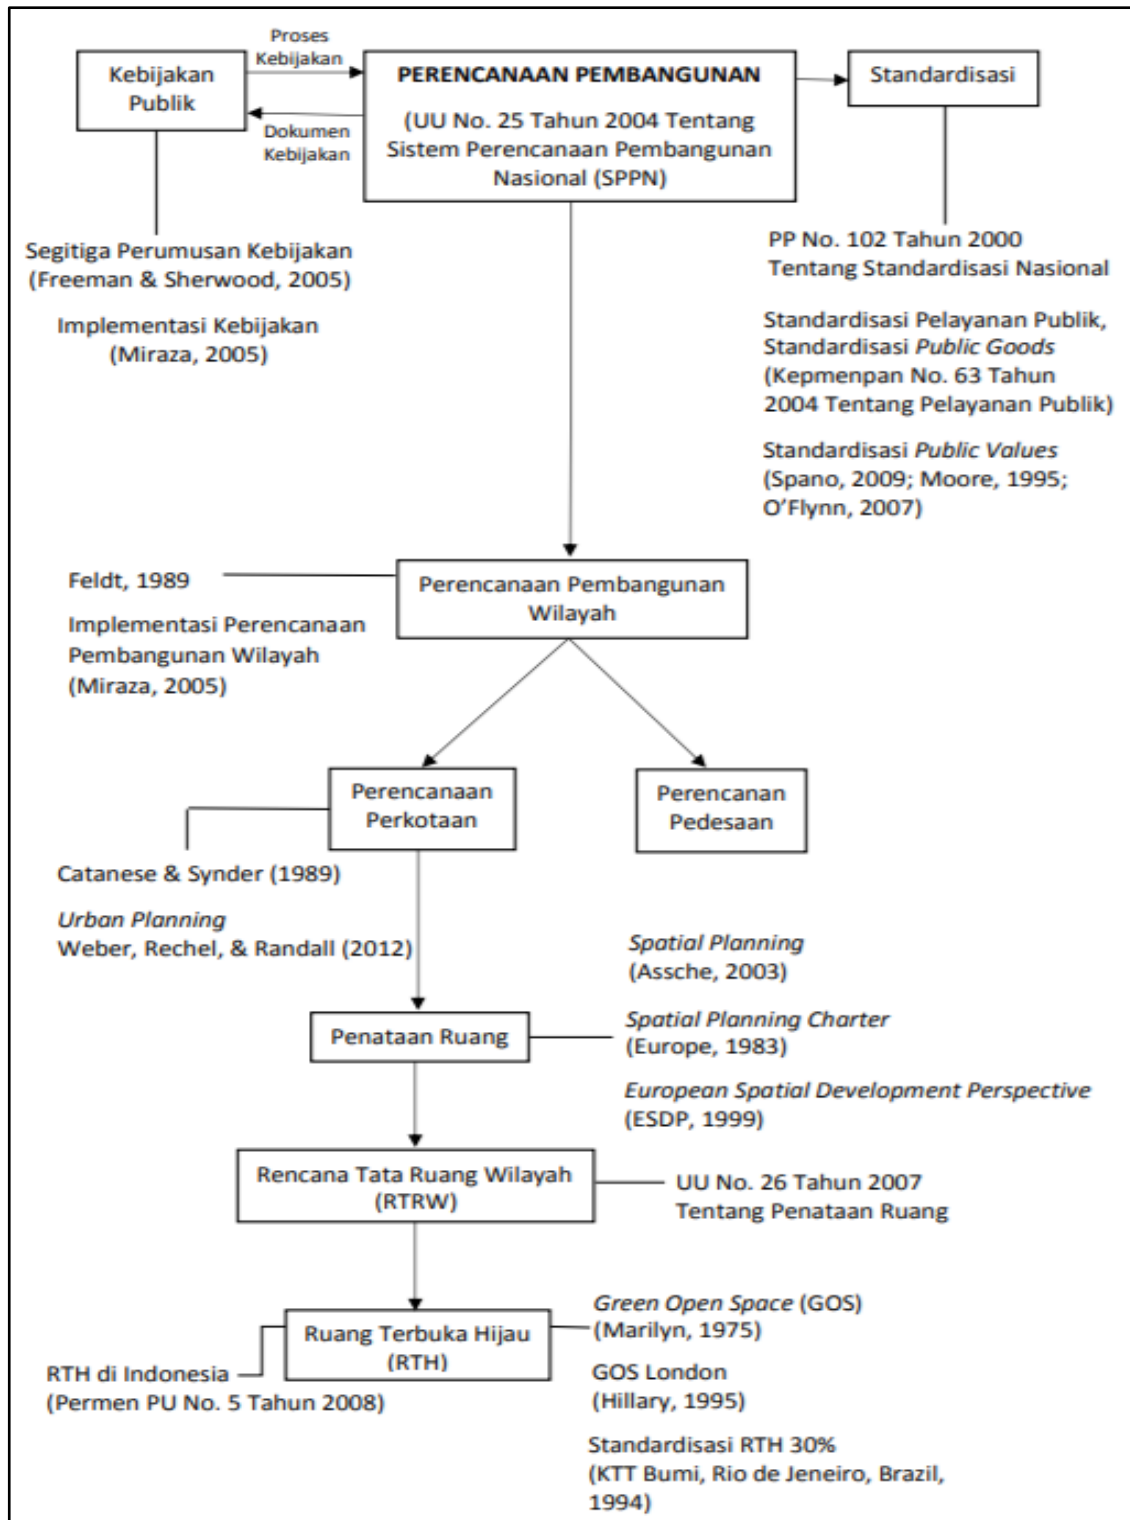 Proses
Kebijakan
Kebijakan
Publik
Dokumen
Kebijakan
PERENCANAAN PEMBANGUNAN
(UU No. 25 Tahun 2004 Tentang
Sistem Perencanaan Pembangunan
Nasional (SPPN)
Standardisasi
Segitiga Perumusan Kebijakan
(Freeman & Sherwood, 2005)
Implementasi Kebijakan
(Miraza, 2005)
PP No. 102 Tahun 2000
Tentang Standardisasi Nasional
Standardisasi Pelayanan Publik,
Standardisasi Public Goods
(Kepmenpan No. 63 Tahun
2004 Tentang Pelayanan Publik)
Standardisasi Public Values
(Spano, 2009; Moore, 1995;
O’Flynn, 2007)
Feldt, 1989
Implementasi Perencanaan
Pembangunan Wilayah
(Miraza, 2005)
Perencanaan Pembangunan
Wilayah
Perencanaan
Perkotaan
Perencanan
Pedesaan
Catanese & Synder (1989)
Urban Planning
Weber, Rechel, & Randall (2012)
Spatial Planning
(Assche, 2003)
Penataan Ruang
Spatial Planning Charter
(Europe, 1983)
European Spatial Development Perspective
(ESDP, 1999)
Rencana Tata Ruang Wilayah
(RTRW)
UU No. 26 Tahun 2007
Tentang Penataan Ruang
Ruang Terbuka Hijau
(RTH)
RTH di Indonesia
(Permen PU No. 5 Tahun 2008)
Green Open Space (GOS)
(Marilyn, 1975)
GOS London
(Hillary, 1995)
Standardisasi RTH 30%
(KTT Bumi, Rio de Jeneiro, Brazil,
1994)